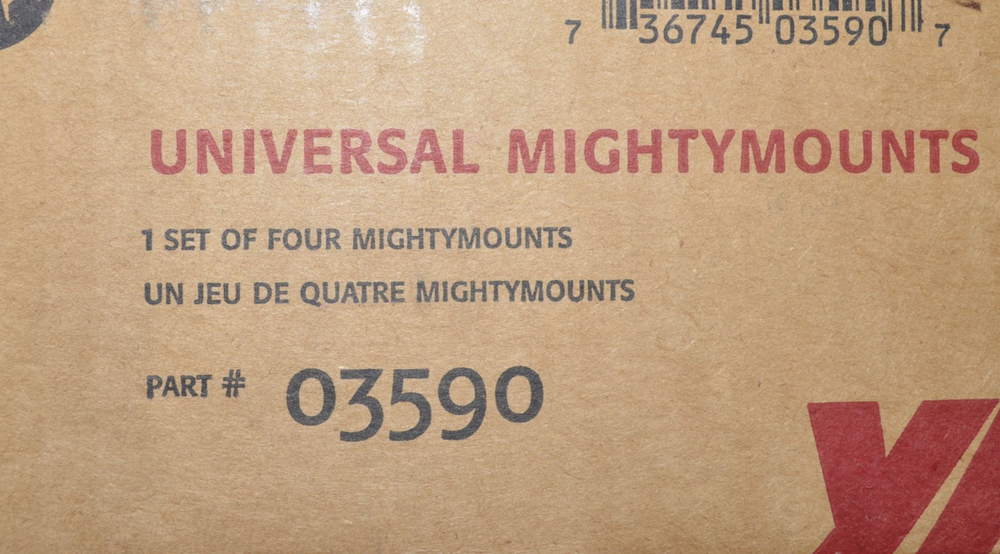 7 36745 03590 7
UNIVERSAL MIGHTYMOUNTS
1 SET OF FOUR MIGHTYMOUNTS
UN JEU DE QUATRE MIGHTYMOUNTS
PART # 03590